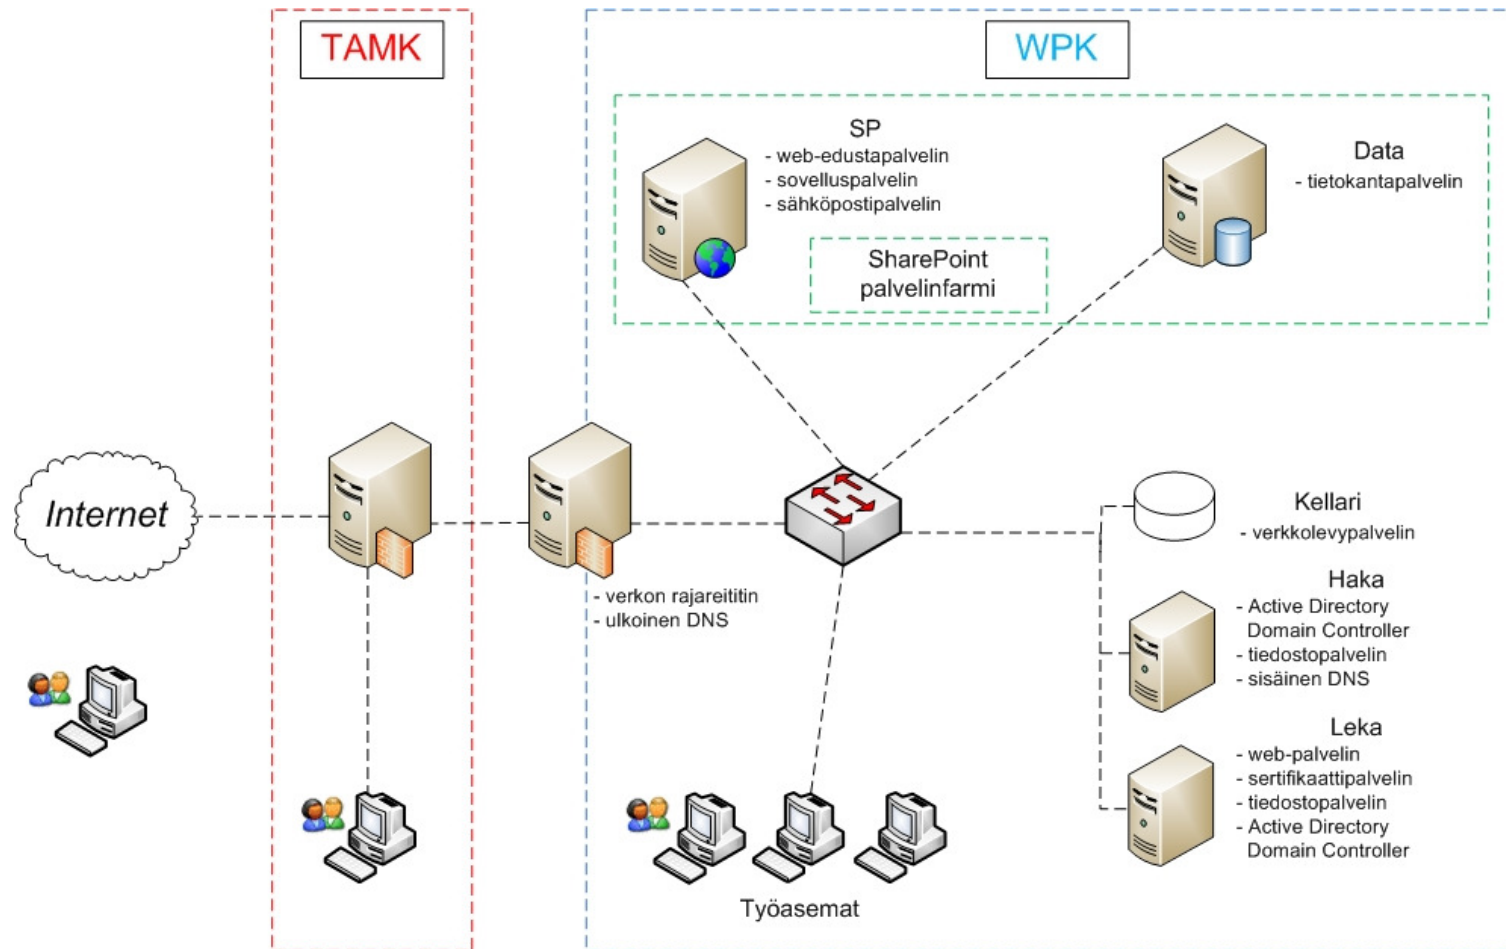 TAMK
WPK
SP
- web-edustapalvelin
- sovelluspalvelin
- sähköpostipalvelin
Data
- tietokantapalvelin
SharePoint
palvelinfarmi
Internet
- verkon rajareititin
- ulkoinen DNS
Kellari
- verkkolevypalvelin
Haka
- Active Directory
Domain Controller
- tiedostopalvelin
- sisäinen DNS
Leka
- web-palvelin
- sertifikaattipalvelin
- tiedostopalvelin
- Active Directory
Domain Controller
Työasemat